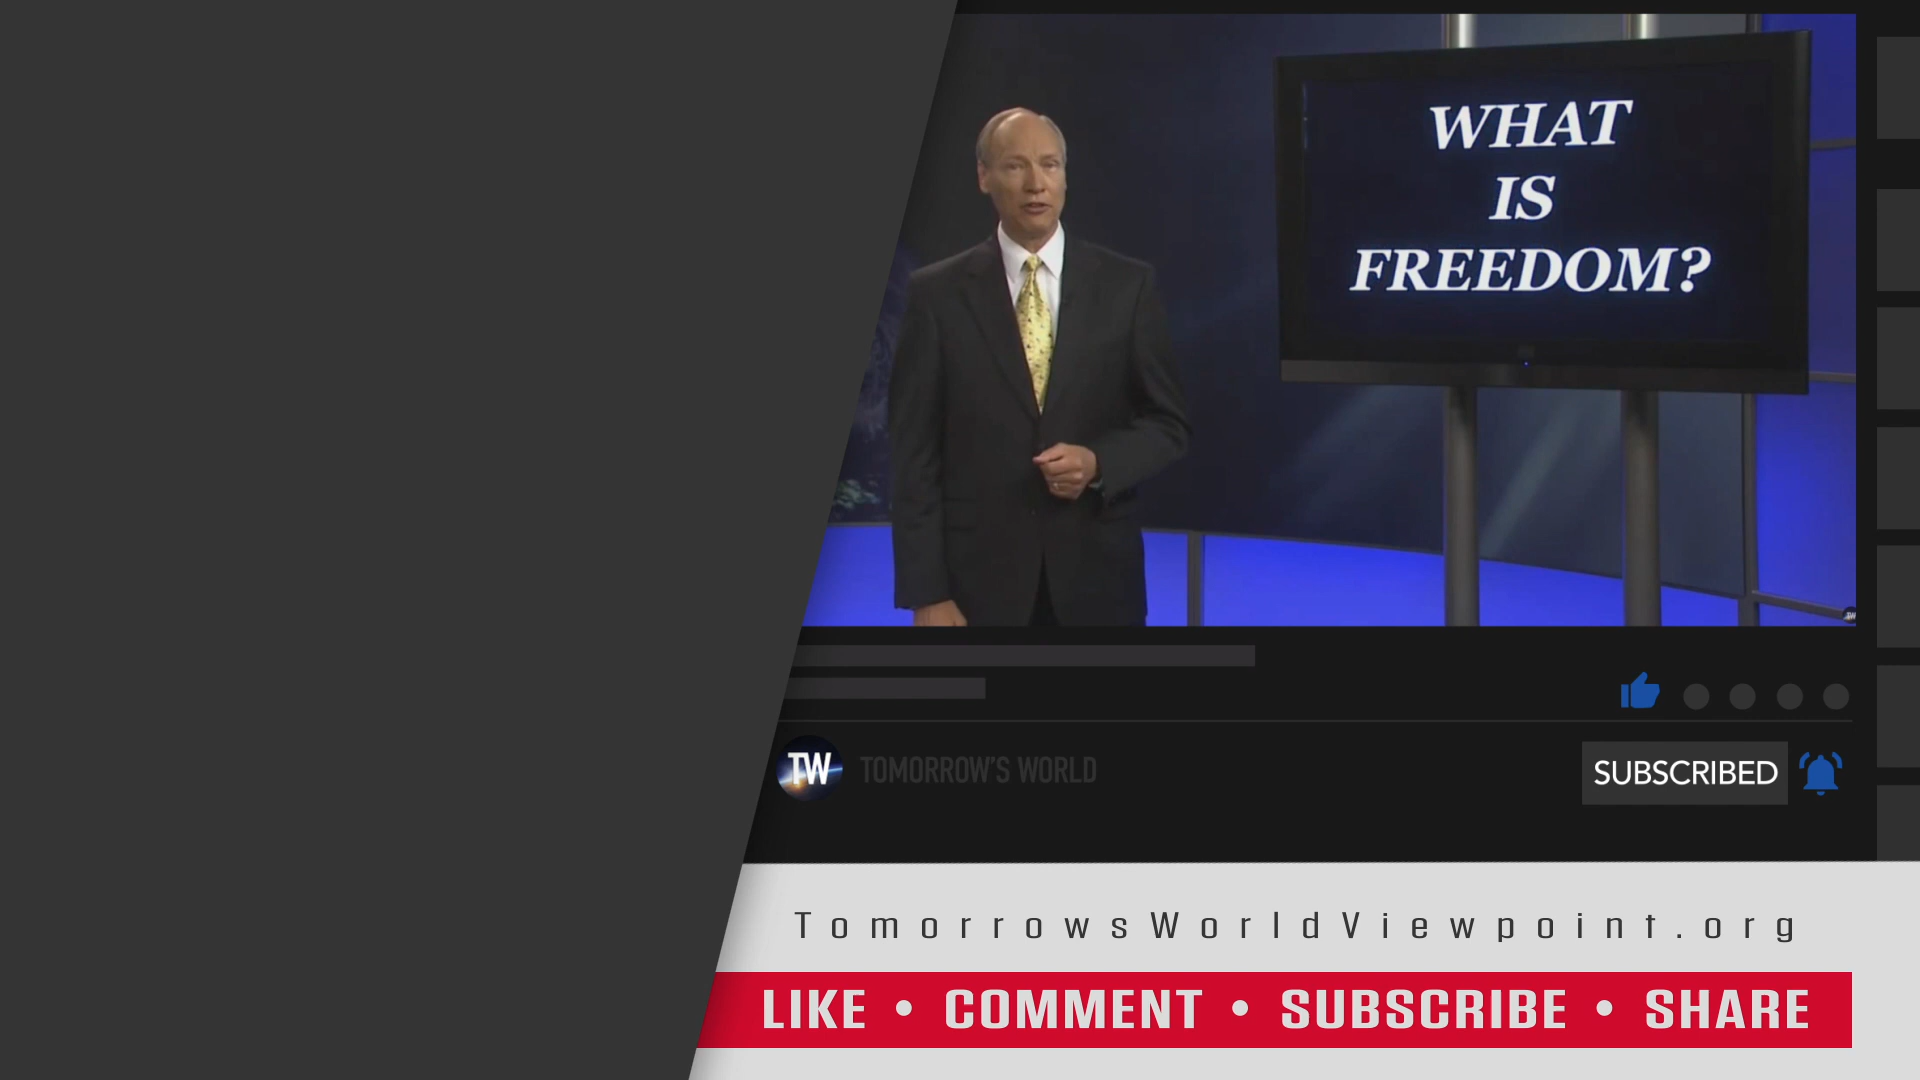 WHAT
IS
FREEDOM?
TW TOMORROW'S WORLD
SUBSCRIBED
TomorrowsWorldViewpoint.org
LIKE • COMMENT • SUBSCRIBE • SHARE